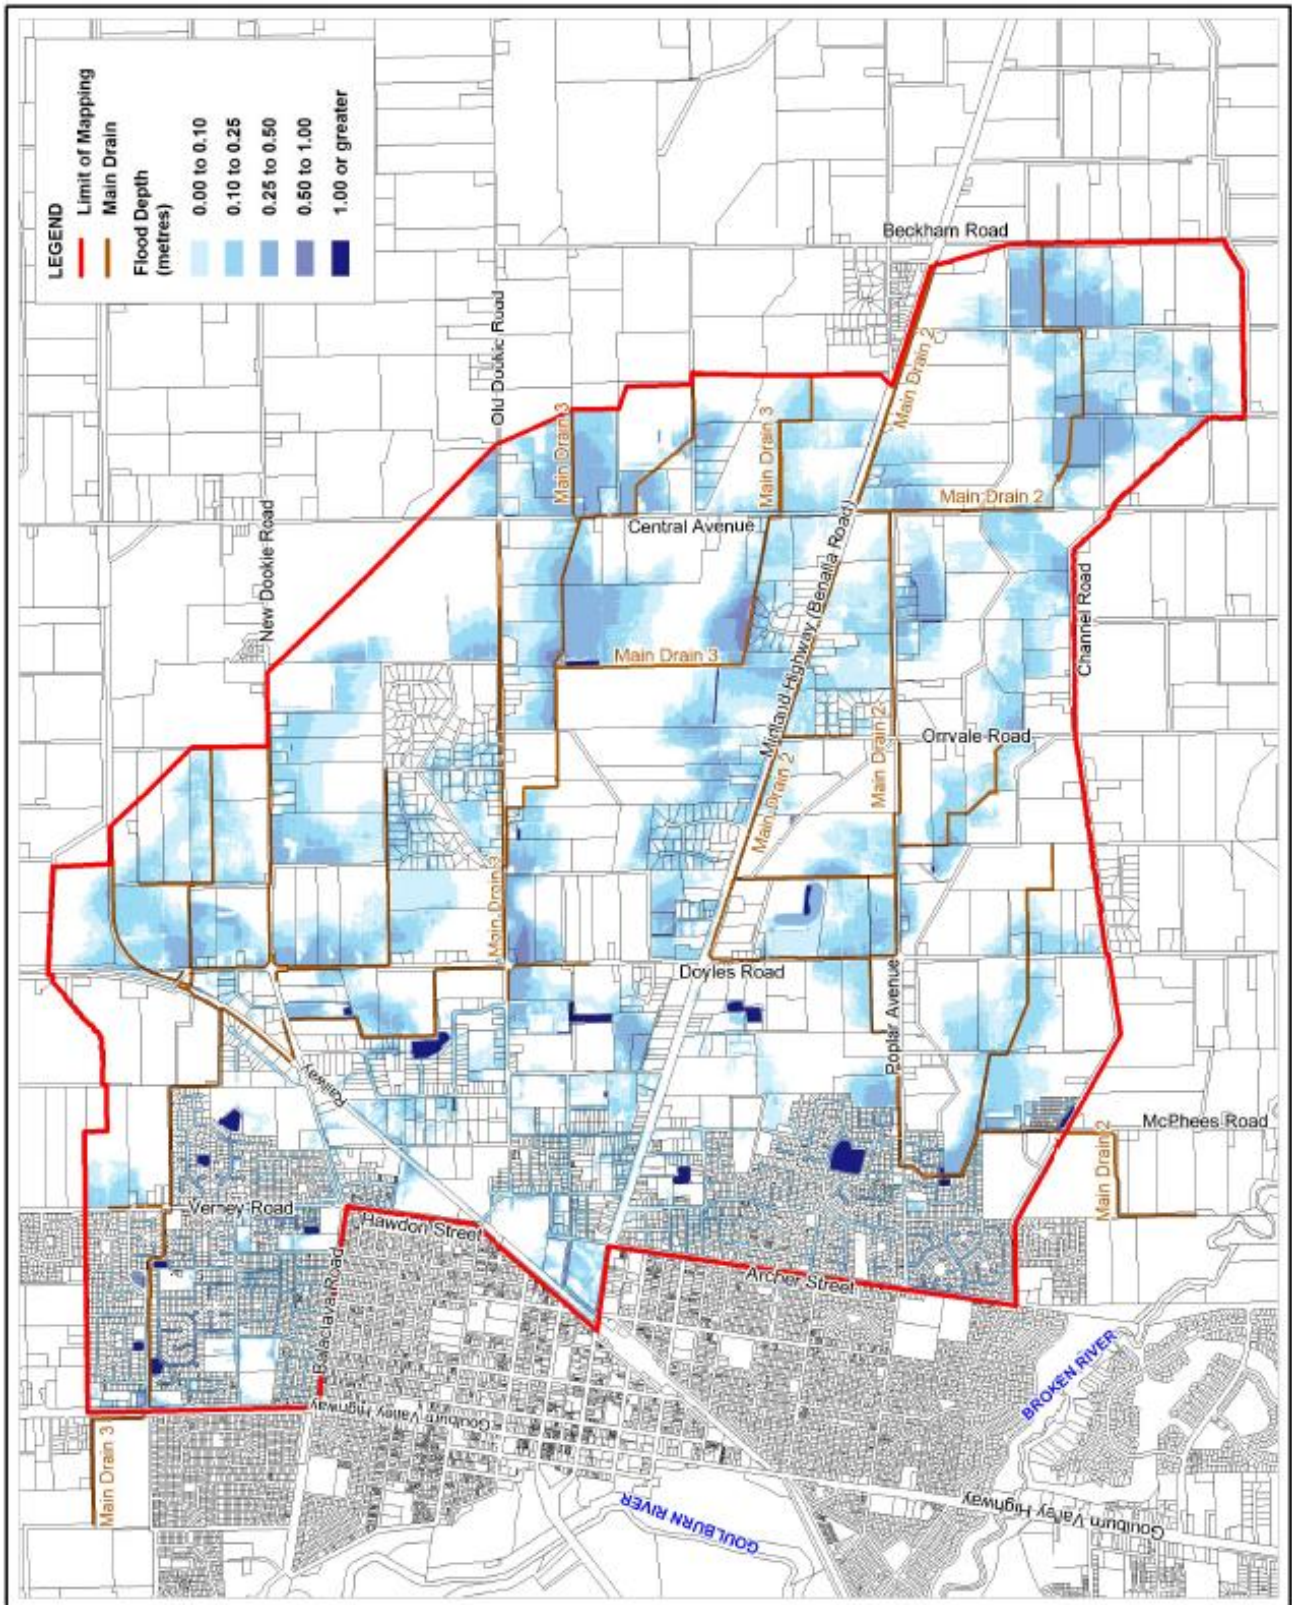 LEGEND
Limit of Mapping
Main Drain
Flood Depth
(metres)
0.00 to 0.10
0.10 to 0.25
0.25 to 0.50
0.50 to 1.00
1.00 or greater
Beckham Road
Old Dookie Road
New Dookie Road
Main Drain 3
Main Drain 3
Main Drain 2
Main Drain 2
Central Avenue
Midland Highway (Benalla Road)
Channel Road
Main Drain 3
Main Drain 2
Orrvale Road
Main Drain 2
Main Drain 3
Doyles Road
Poplar Avenue
Railway
McPhees Road
Main Drain 2
Verney Road
Hawdon Street
Balaclava Road
Archer Street
BROKEN RIVER
Goulburn Valley Highway
Main Drain 3
GOULBURN RIVER
Goulburn Valley Highway